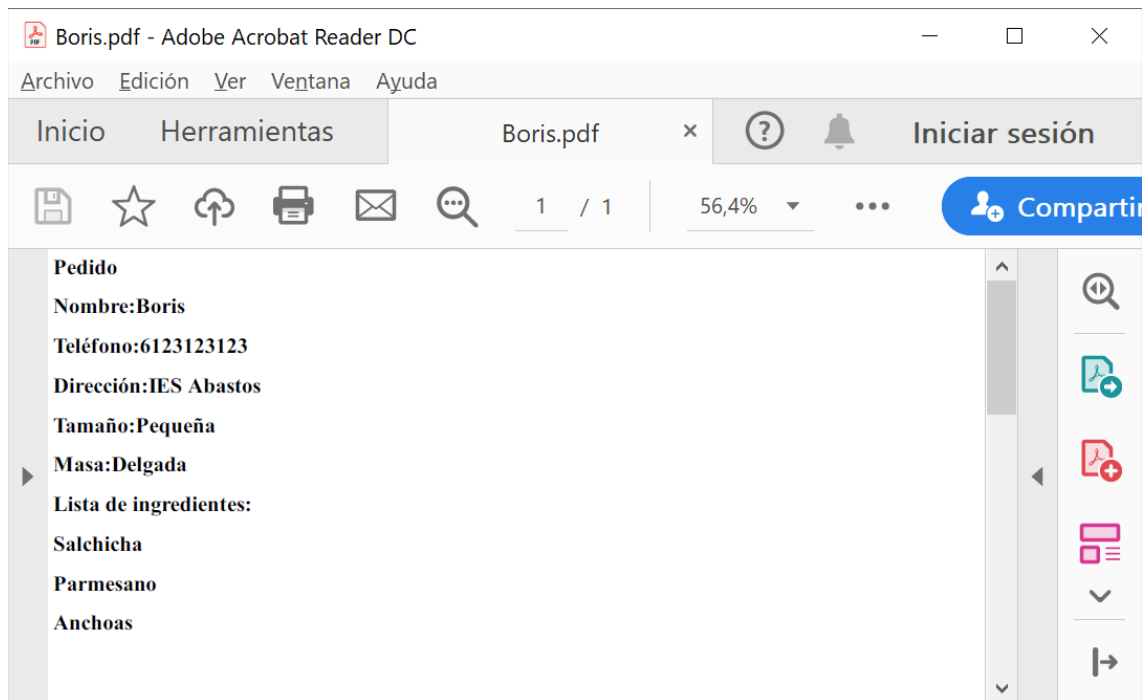 Boris.pdf - Adobe Acrobat Reader DC
Archivo Edición Ver Ventana Ayuda
Inicio Herramientas Boris.pdf × ? Iniciar sesión
1 / 1 56,4% Compartir
Pedido
Nombre:Boris
Teléfono:6123123123
Dirección:IES Abastos
Tamaño:Pequeña
Masa:Delgada
Lista de ingredientes:
Salchicha
Parmesano
Anchoas